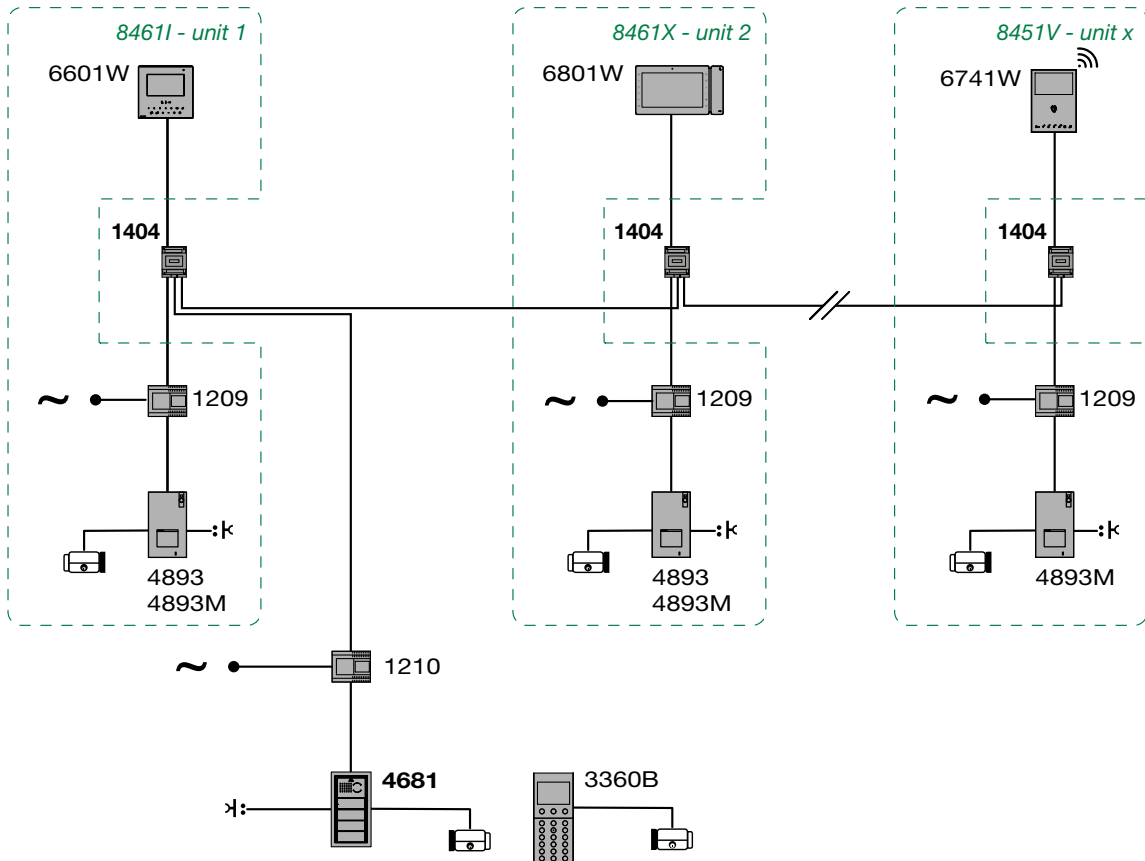 8461I - unit 1
8461X - unit 2
8451V - unit x
6601W
6801W
6741W
1404
1404
1404
1209
1209
1209
4893
4893M
4893
4893M
4893M
1210
4681
3360B